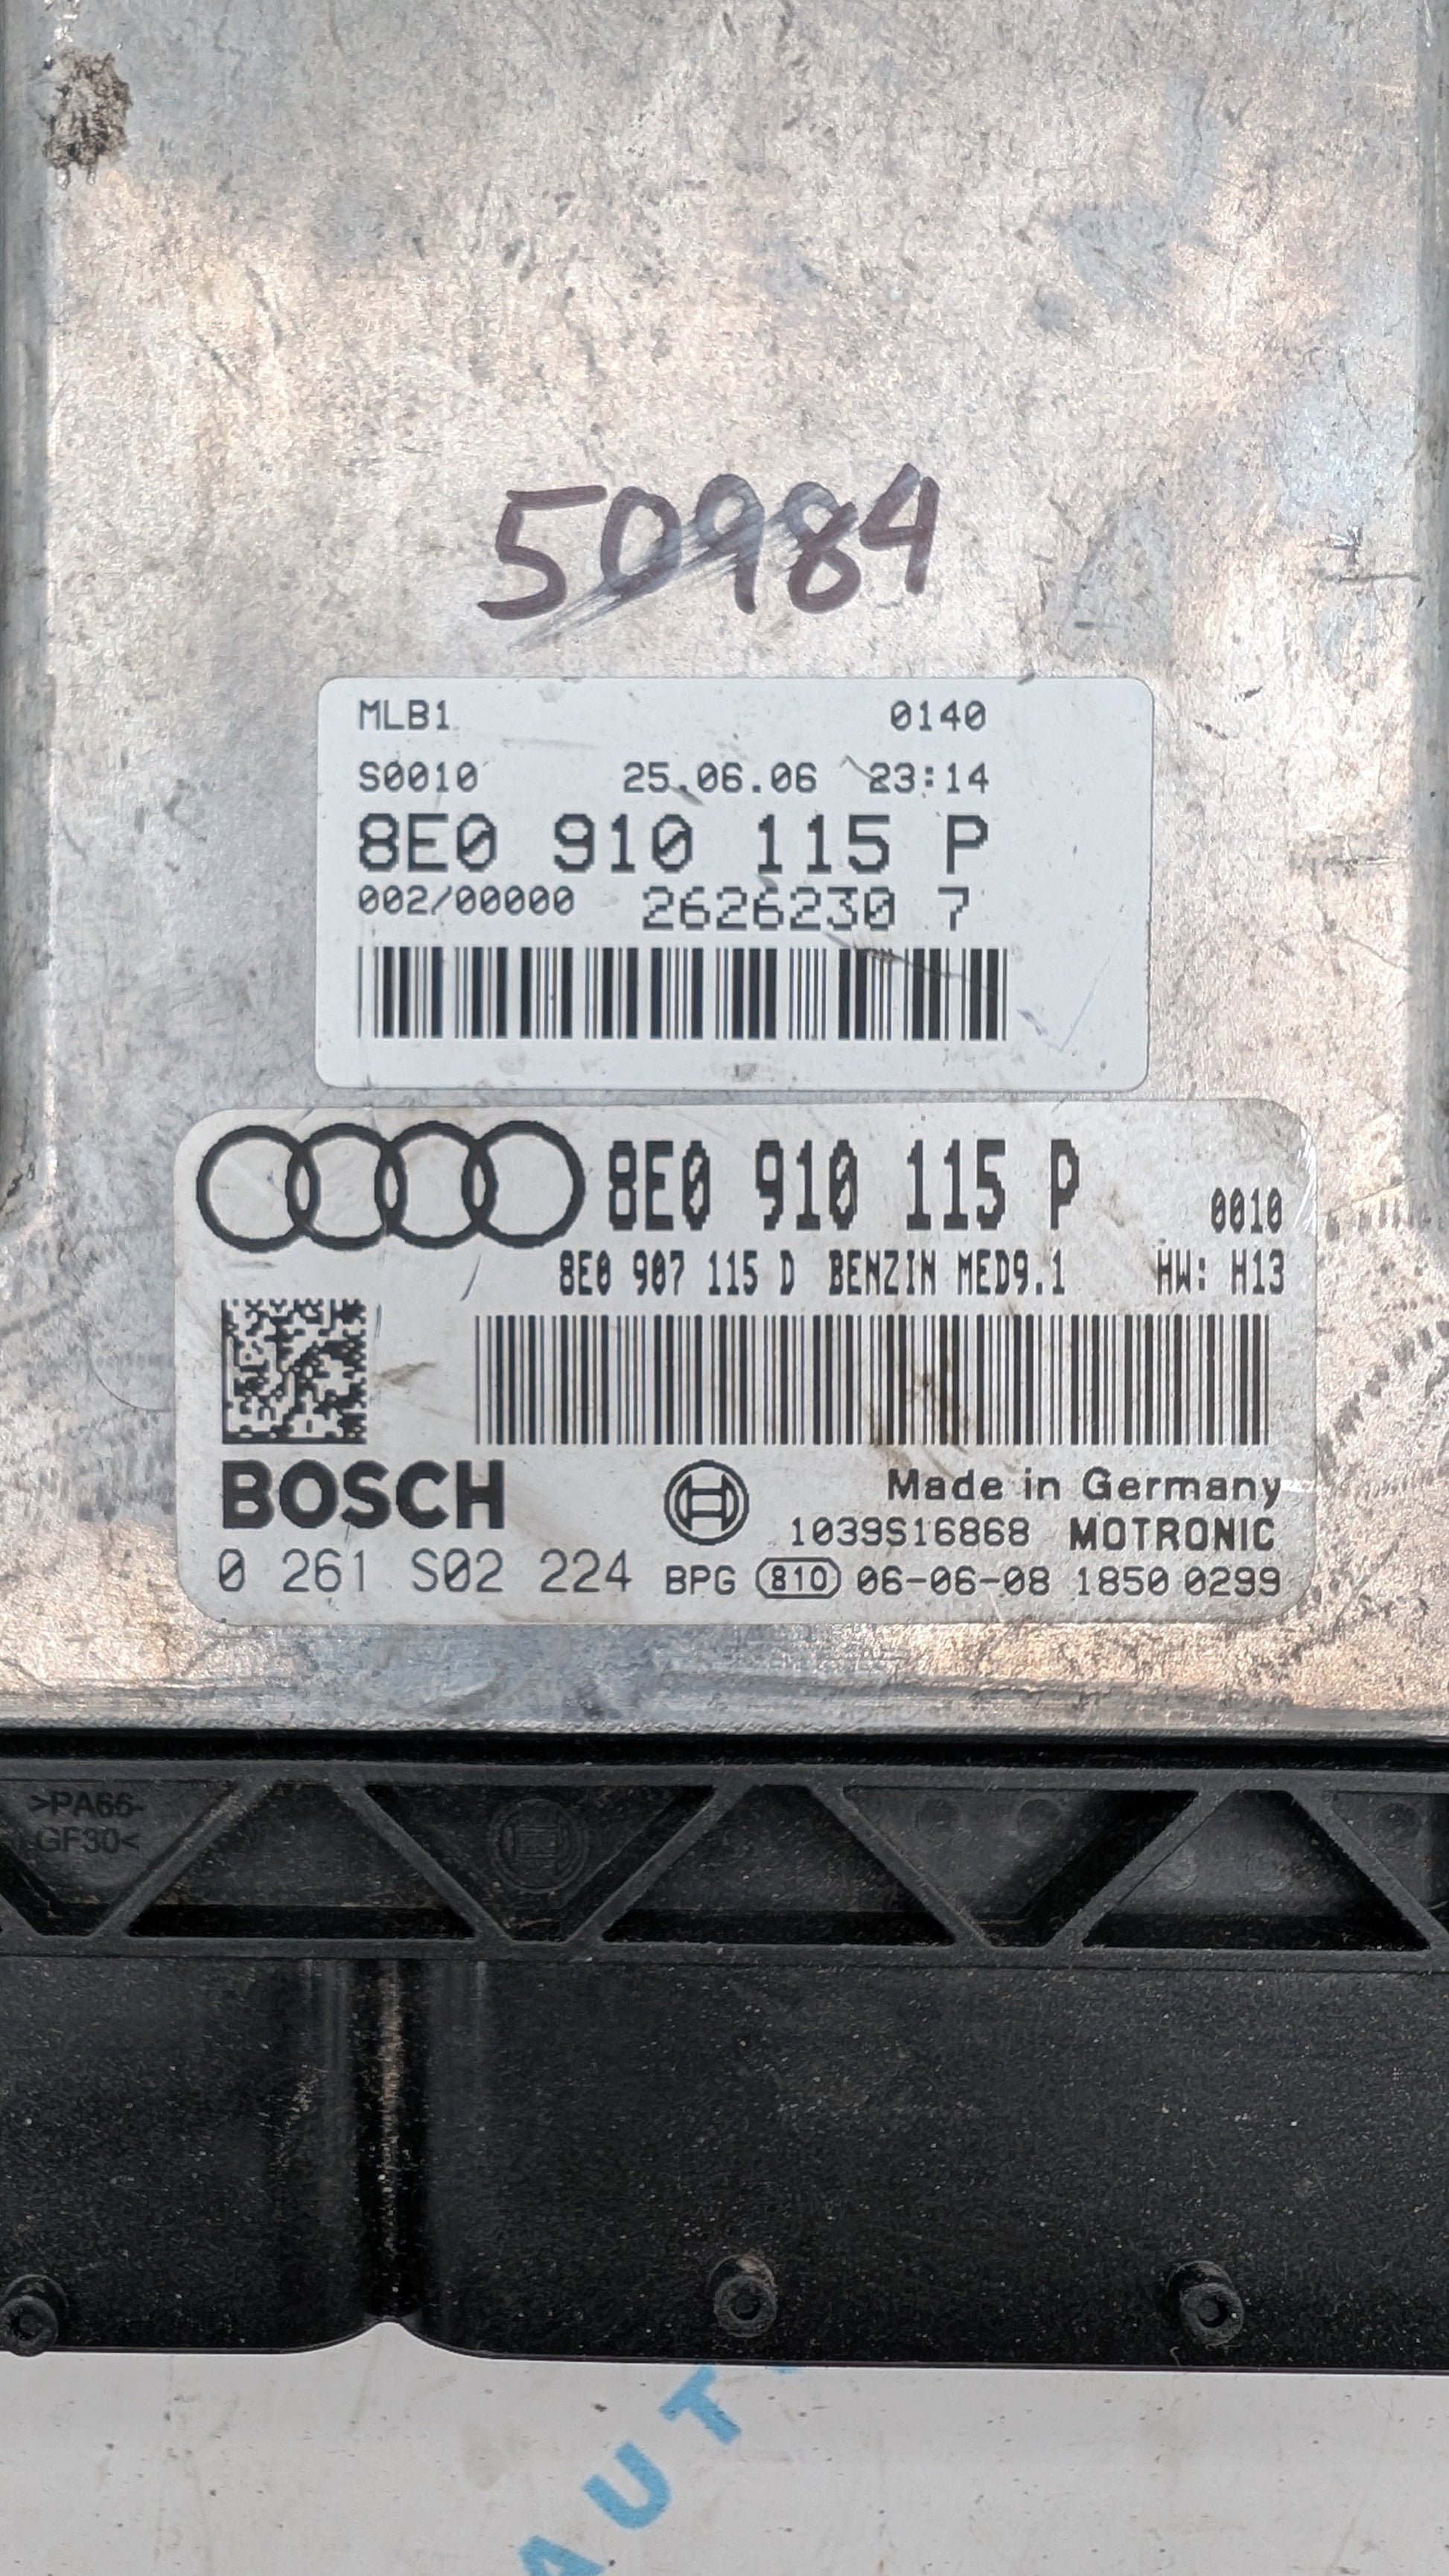 50984
MLB1 0140
S0010 25.06.06 23:14
8E0 910 115 P
002/00000 2626230 7
8E0 910 115 P 0010
8E0 907 115 D BENZIN MED9.1 HW: H13
BOSCH
Made in Germany
1039S16868 MOTRONIC
0 261 S02 224 BPG 810 06-06-08 1850 0299
>PA66-
GF30<
AUT